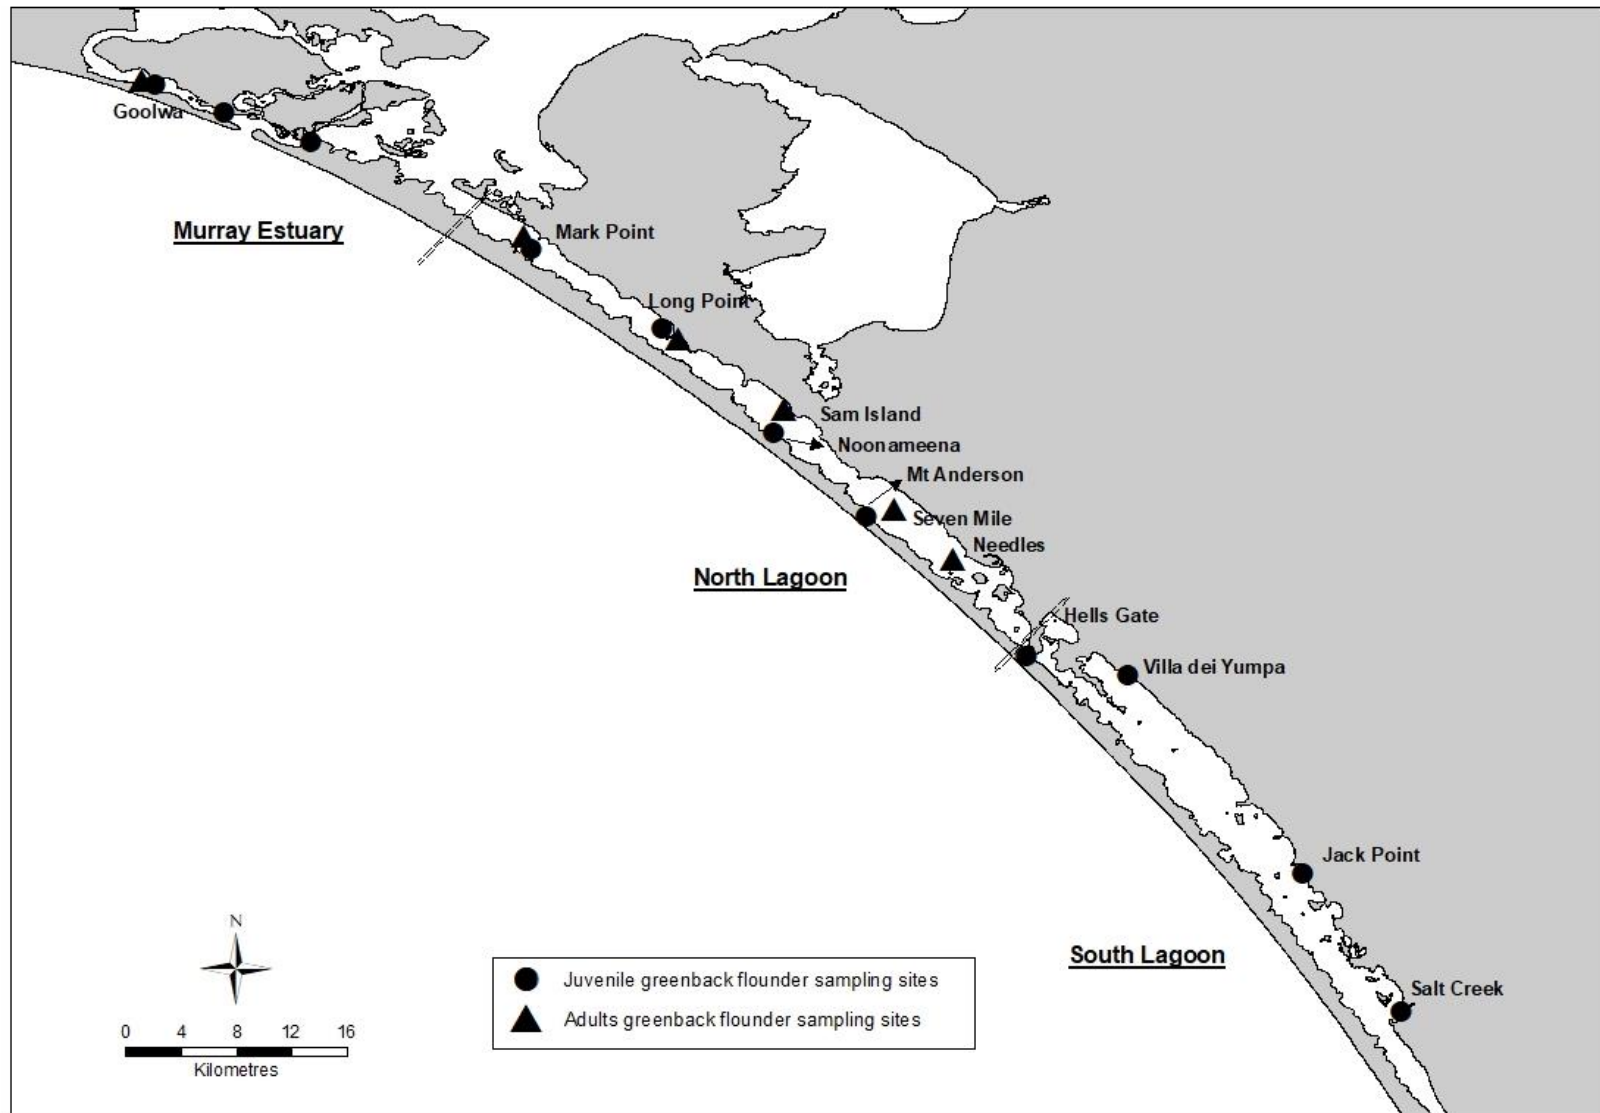 Goolwa
Murray Estuary
Mark Point
Long Point
Sam Island
Noonameena
Mt Anderson
Seven Mile
Needles
North Lagoon
Hells Gate
Villa dei Yumpa
Jack Point
South Lagoon
Salt Creek
N
0 4 8 12 16
Kilometres
Juvenile greenback flounder sampling sites
Adults greenback flounder sampling sites